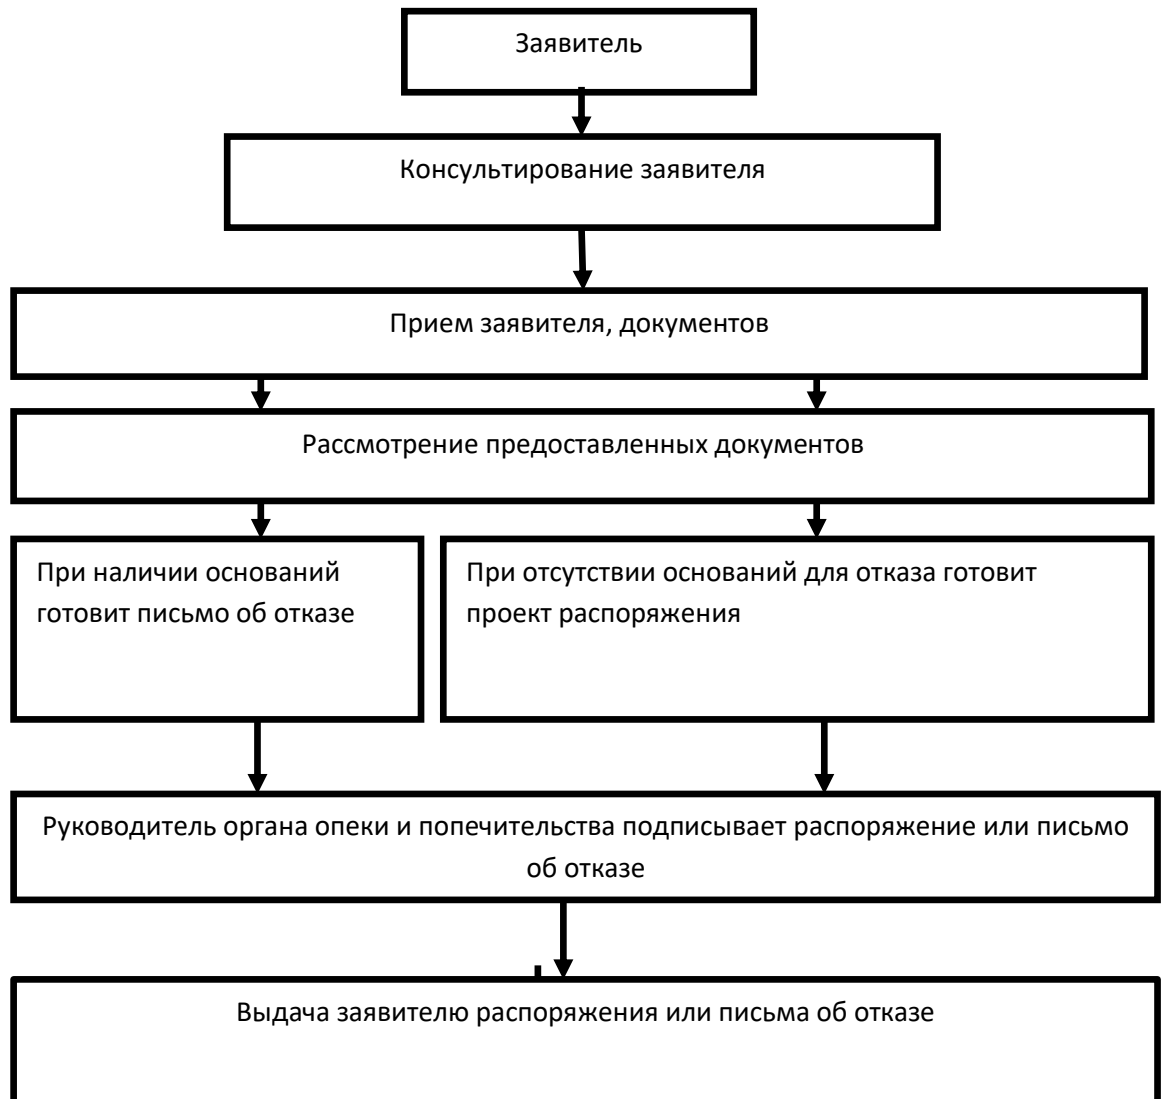 Заявитель
Консультирование заявителя
Прием заявителя, документов
Рассмотрение предоставленных документов
При наличии оснований
готовит письмо об отказе
При отсутствии оснований для отказа готовит
проект распоряжения
Руководитель органа опеки и попечительства подписывает распоряжение или письмо
об отказе
Выдача заявителю распоряжения или письма об отказе